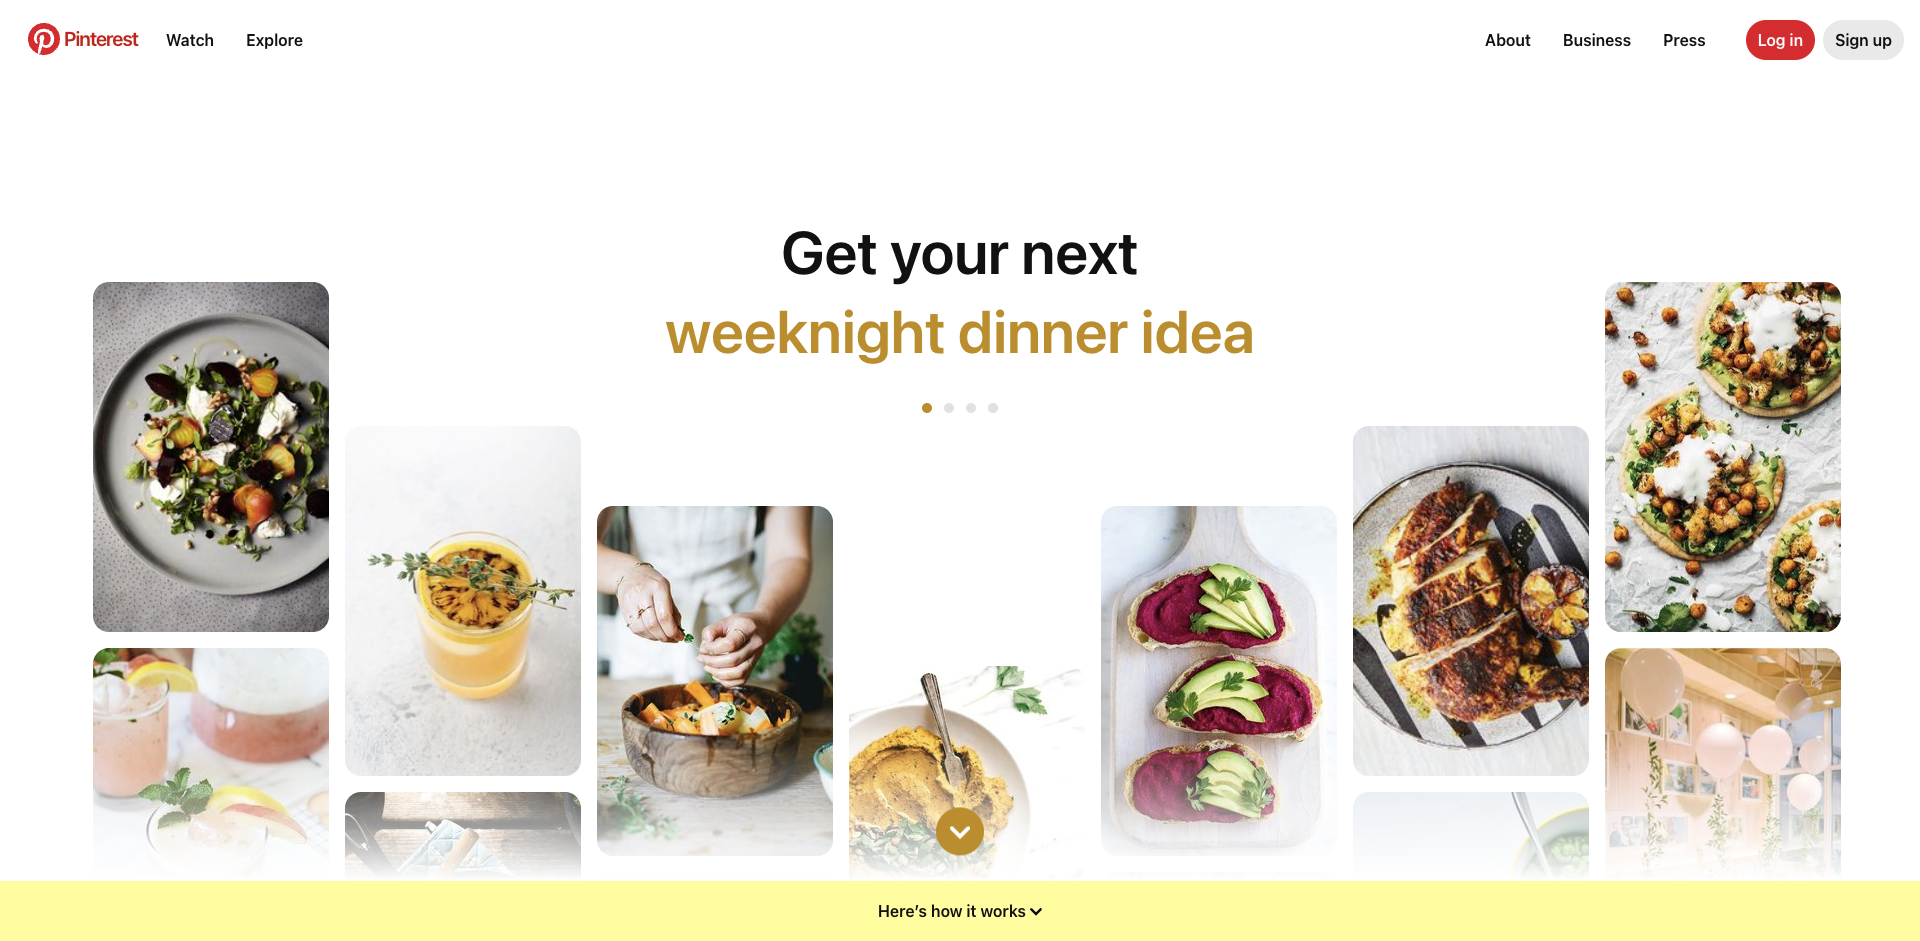 Pinterest
Watch
Explore
About
Business
Press
Log in
Sign up
Get your next
weeknight dinner idea
Here's how it works